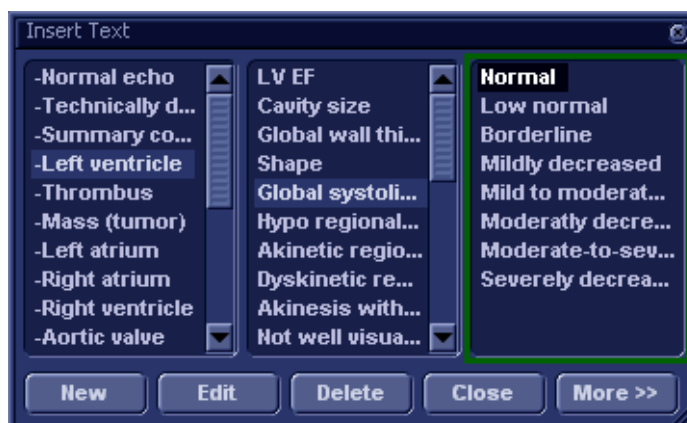 Insert Text
-Normal echo
-Technically d...
-Summary co...
-Left ventricle
-Thrombus
-Mass (tumor)
-Left atrium
-Right atrium
-Right ventricle
-Aortic valve
LV EF
Cavity size
Global wall thi...
Shape
Global systoli...
Hypo regional...
Akinetic regio...
Dyskinetic re...
Akinesis with...
Not well visua...
Normal
Low normal
Borderline
Mildly decreased
Mild to moderat...
Moderatly decre...
Moderate-to-sev...
Severely decrea...
New
Edit
Delete
Close
More >>